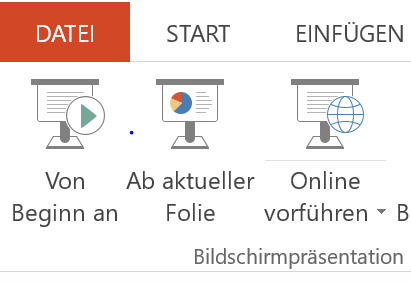 DATEI START EINFÜGEN
Von Beginn an
Ab aktueller Folie
Online vorführen
B
Bildschirmpräsentation